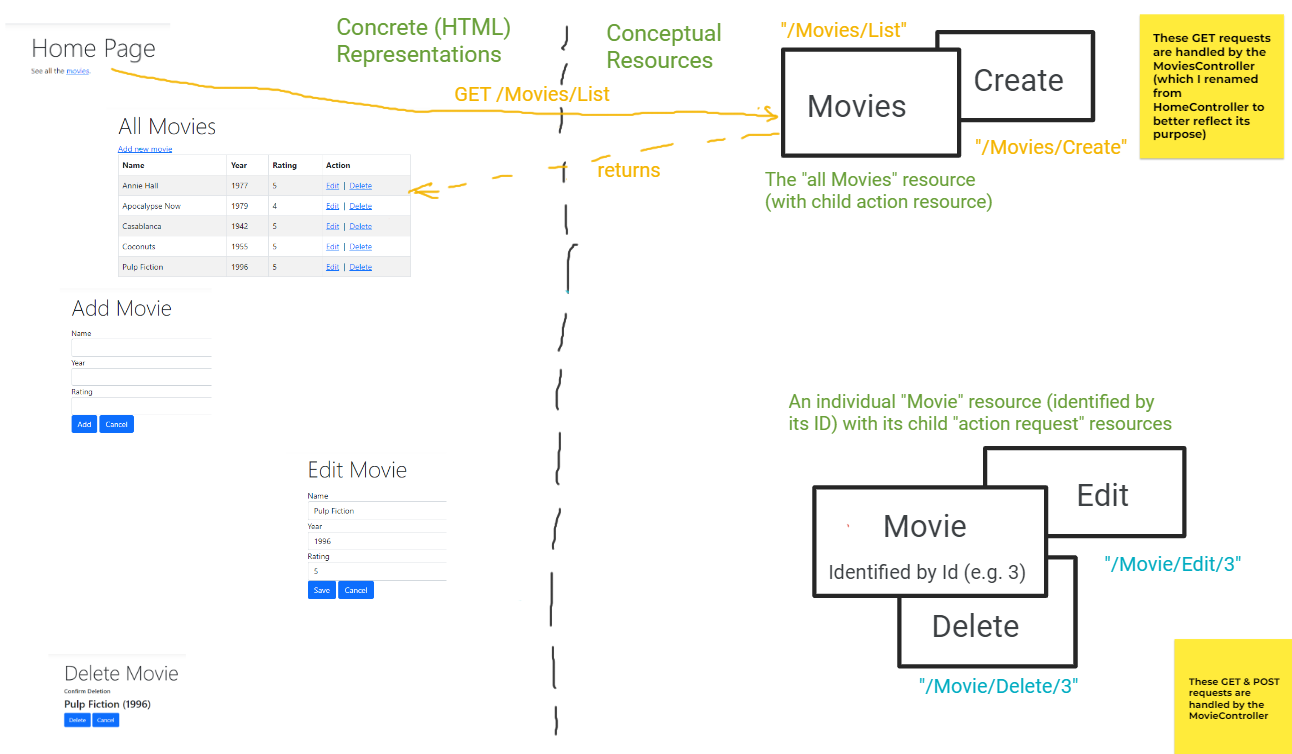 Home Page
See all the movies.
Concrete (HTML)
Representations
Conceptual
Resources
GET /Movies/List
returns
"/Movies/List"
Movies
Create
"/Movies/Create"
The "all Movies" resource
(with child action resource)
These GET requests
are handled by the
MoviesController
(which I renamed
from
HomeController to
better reflect its
purpose)
All Movies
Add new movie
Name Year Rating Action
Annie Hall 1977 5 Edit | Delete
Apocalypse Now 1979 4 Edit | Delete
Casablanca 1942 5 Edit | Delete
Coconuts 1955 5 Edit | Delete
Pulp Fiction 1996 5 Edit | Delete
Add Movie
Name
Year
Rating
Add Cancel
Edit Movie
Name
Pulp Fiction
Year
1996
Rating
5
Save Cancel
Delete Movie
Confirm Deletion
Pulp Fiction (1996)
Delete Cancel
An individual "Movie" resource (identified by
its ID) with its child "action request" resources
Edit
Movie
Identified by Id (e.g. 3)
"/Movie/Edit/3"
Delete
"/Movie/Delete/3"
These GET & POST
requests are
handled by the
MovieController